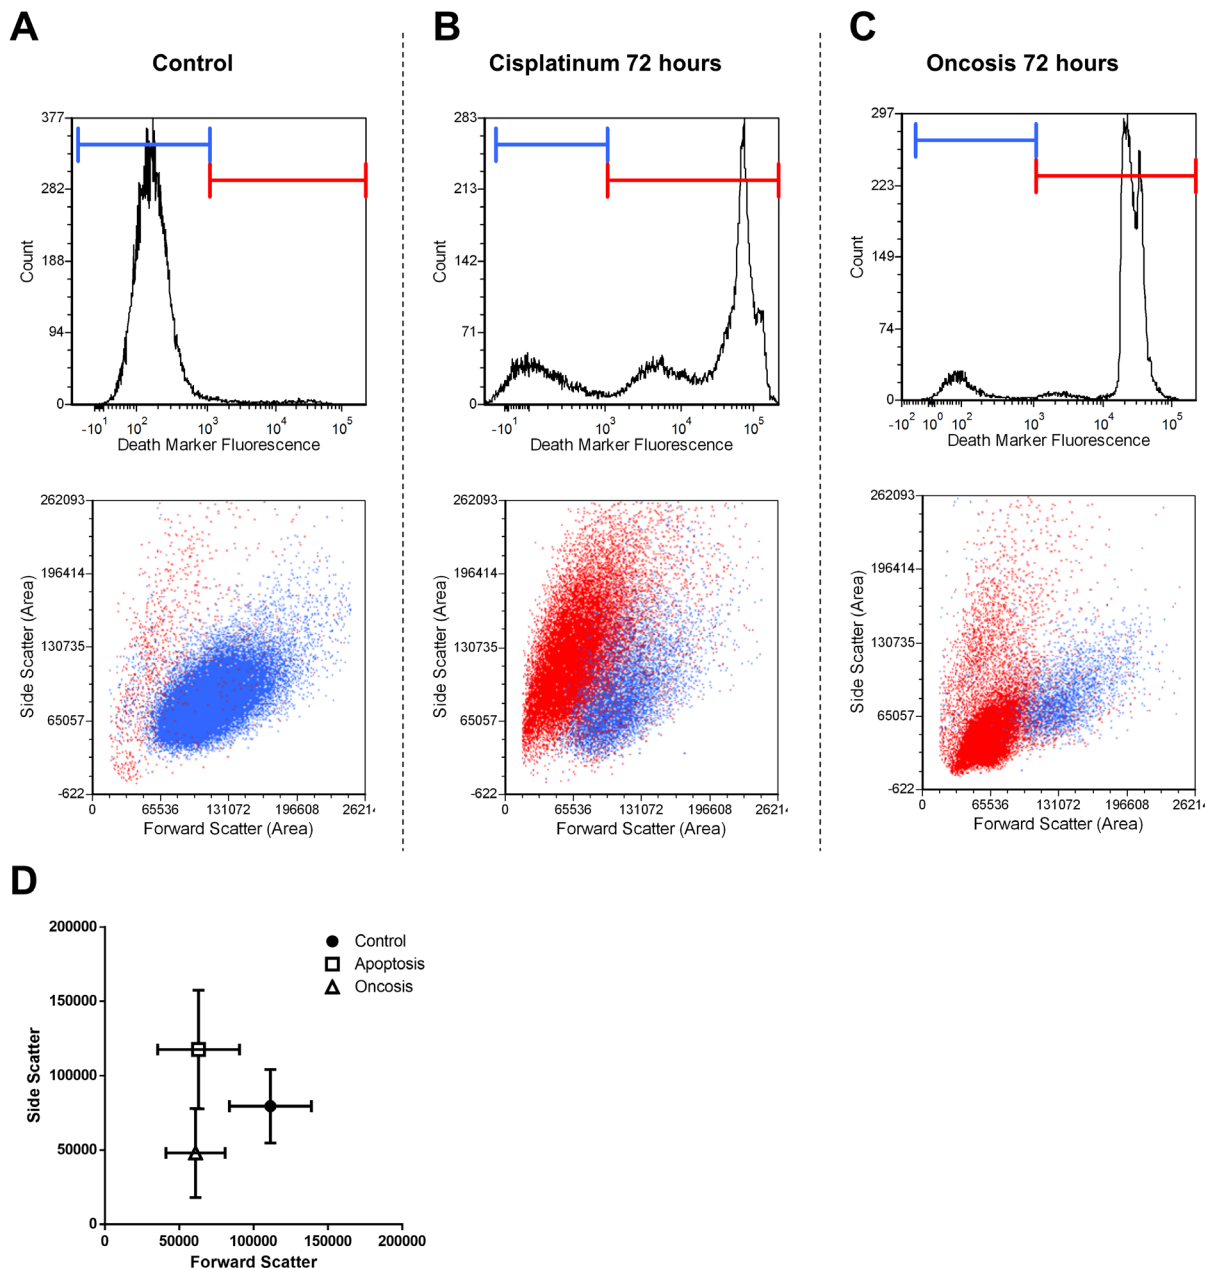 A
B
C
Control
Cisplatinum 72 hours
Oncosis 72 hours
377
282
188
94
0
Count
-10¹ 10² 10³ 10⁴ 10⁵
Death Marker Fluorescence
283
213
142
71
0
Count
-10¹ 10³ 10⁴ 10⁵
Death Marker Fluorescence
297
223
149
74
0
Count
-10² 10⁰ 10² 10³ 10⁴ 10⁵
Death Marker Fluorescence
262093
196414
130735
65057
-622
Side Scatter (Area)
0 65536 131072 196608 26214
Forward Scatter (Area)
262093
196414
130735
65057
-622
Side Scatter (Area)
0 65536 131072 196608 26214
Forward Scatter (Area)
262093
196414
130735
65057
-622
Side Scatter (Area)
0 65536 131072 196608 26214
Forward Scatter (Area)
D
200000
150000
100000
50000
0
Side Scatter
Control
Apoptosis
Oncosis
0 50000 100000 150000 200000
Forward Scatter